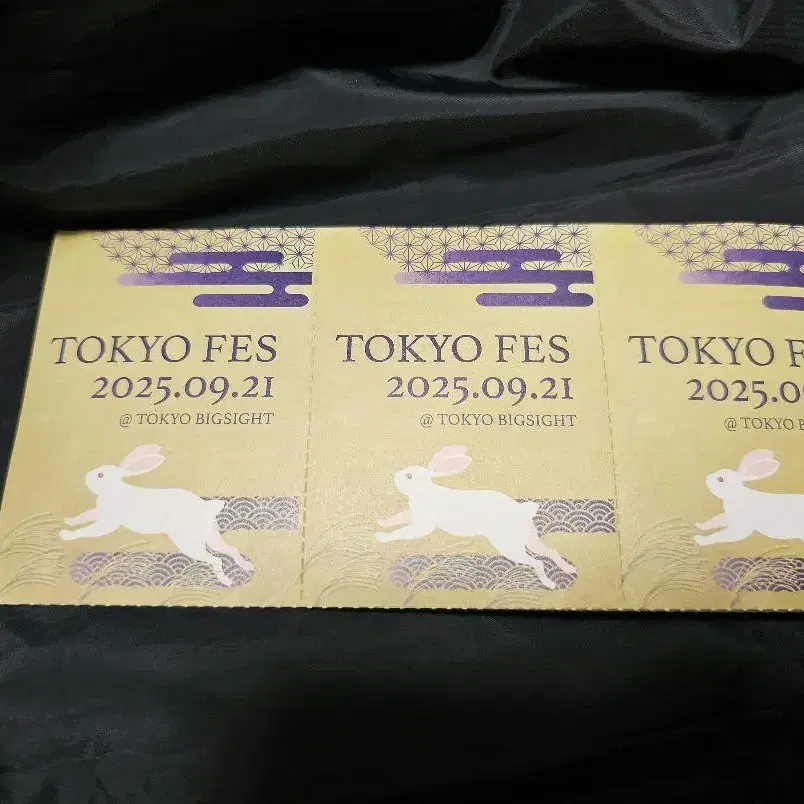 TOKYO FES
2025.09.21
@ TOKYO BIGSIGHT
TOKYO FES
2025.09.21
@ TOKYO BIGSIGHT
TOKYO F
2025.0
@ TOKYO B